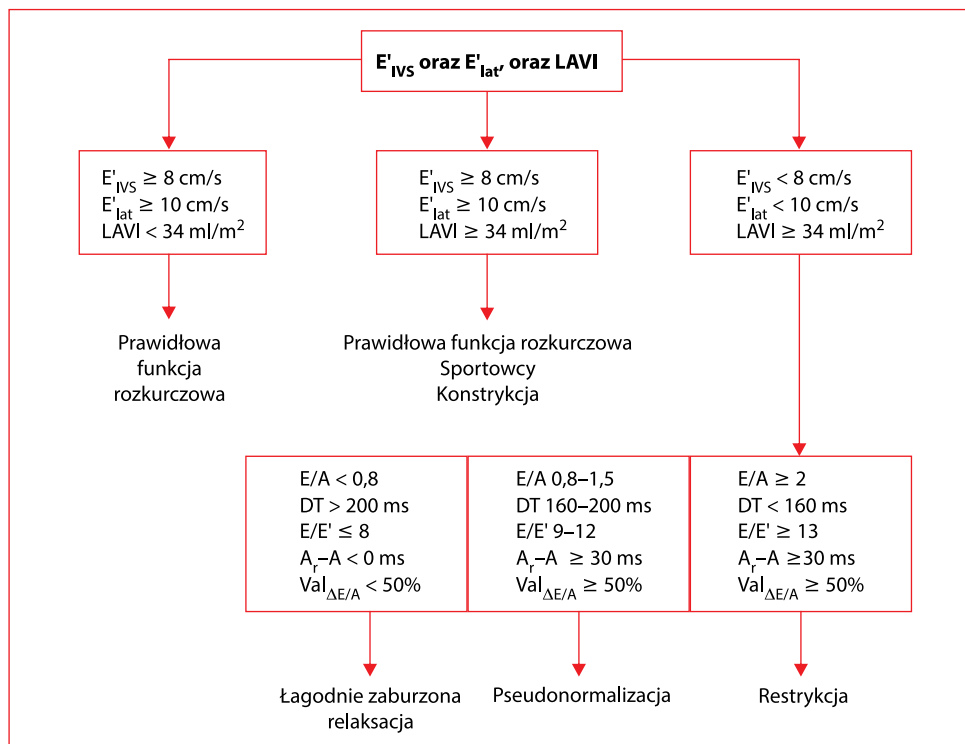 E'IVS oraz E'lat, oraz LAVI
E'IVS ≥ 8 cm/s
E'lat ≥ 10 cm/s
LAVI < 34 ml/m²
E'IVS ≥ 8 cm/s
E'lat ≥ 10 cm/s
LAVI ≥ 34 ml/m²
E'IVS < 8 cm/s
E'lat < 10 cm/s
LAVI ≥ 34 ml/m²
Prawidłowa
funkcja
rozkurczowa
Prawidłowa funkcja rozkurczowa
Sportowcy
Konstrykcja
E/A < 0,8
DT > 200 ms
E/E' ≤ 8
Ar–A < 0 ms
ValΔE/A < 50%
E/A 0,8–1,5
DT 160–200 ms
E/E' 9–12
Ar–A ≥ 30 ms
ValΔE/A ≥ 50%
E/A ≥ 2
DT < 160 ms
E/E' ≥ 13
Ar–A ≥30 ms
ValΔE/A ≥ 50%
Łagodnie zaburzona
relaksacja
Pseudonormalizacja
Restrykcja